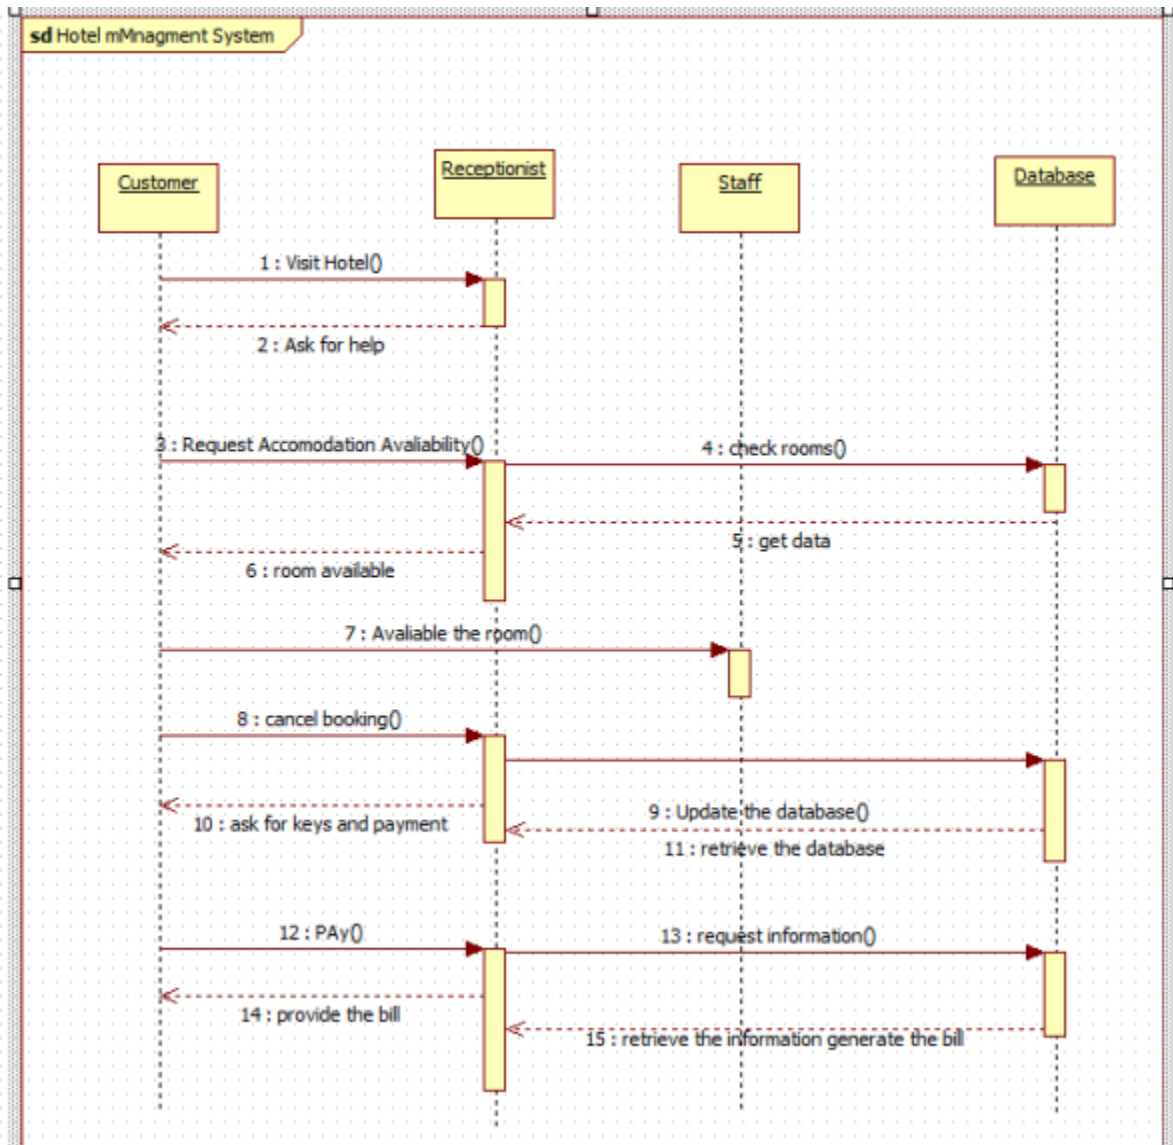 sd Hotel mMnagment System
Customer
Receptionist
Staff
Database
1 : Visit Hotel()
2 : Ask for help
3 : Request Accomodation Avaliability()
4 : check rooms()
5 : get data
6 : room available
7 : Avaliable the room()
8 : cancel booking()
9 : Update the database()
10 : ask for keys and payment
11 : retrieve the database
12 : PAy()
13 : request information()
14 : provide the bill
15 : retrieve the information generate the bill